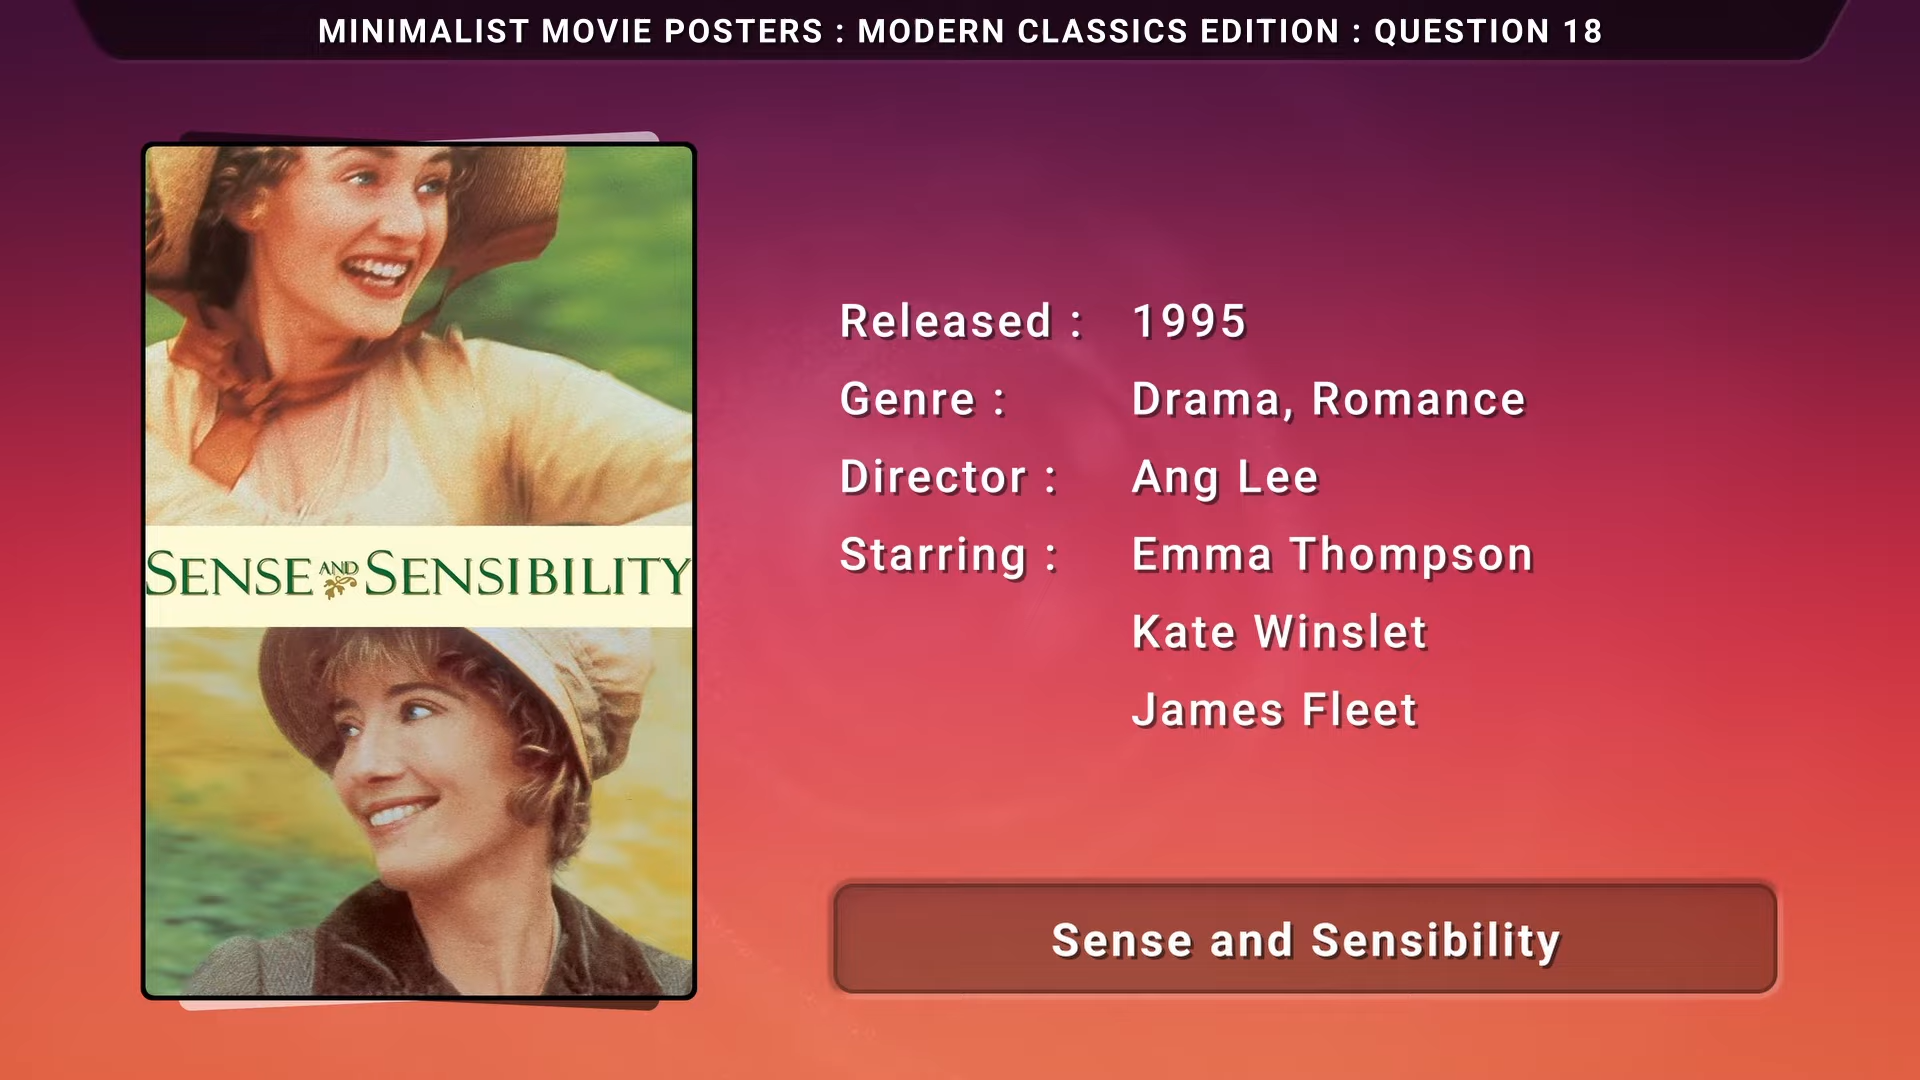 MINIMALIST MOVIE POSTERS : MODERN CLASSICS EDITION : QUESTION 18
SENSE AND SENSIBILITY
Released : 1995
Genre : Drama, Romance
Director : Ang Lee
Starring : Emma Thompson
Kate Winslet
James Fleet
Sense and Sensibility